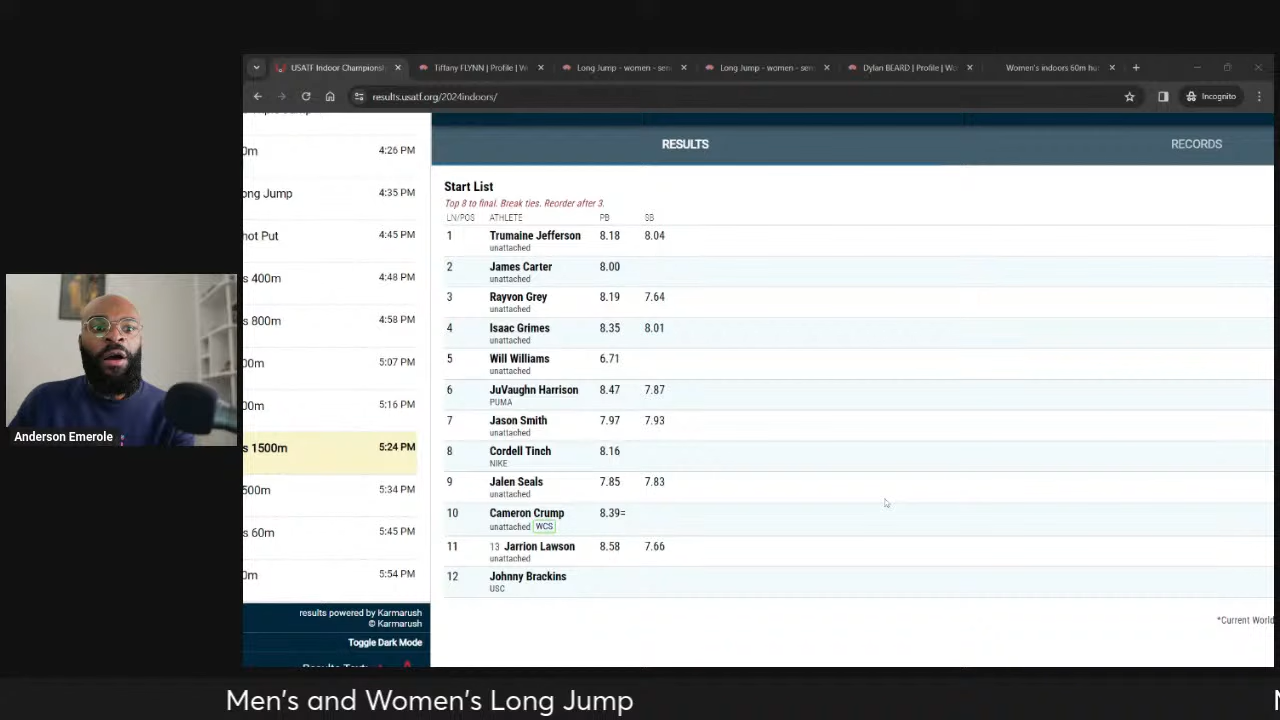 USATF Indoor Champions
Tiffany FLYNN | Profile | W
Long Jump - women - sen
Long Jump - women - sen
Dylan BEARD | Profile | Wo
Women's indoors 60m hu
results.usatf.org/2024indoors/
Incognito
0m 4:26 PM
ong Jump 4:35 PM
hot Put 4:45 PM
s 400m 4:48 PM
s 800m 4:58 PM
00m 5:07 PM
00m 5:16 PM
s 1500m 5:24 PM
500m 5:34 PM
s 60m 5:45 PM
0m 5:54 PM
results powered by Karmarush
© Karmarush
Toggle Dark Mode
RESULTS RECORDS
Start List
Top 8 to final. Break ties. Reorder after 3.
LN/POS ATHLETE PB SB
1 Trumaine Jefferson 8.18 8.04
unattached
2 James Carter 8.00
unattached
3 Rayvon Grey 8.19 7.64
unattached
4 Isaac Grimes 8.35 8.01
unattached
5 Will Williams 6.71
unattached
6 JuVaughn Harrison 8.47 7.87
PUMA
7 Jason Smith 7.97 7.93
unattached
8 Cordell Tinch 8.16
NIKE
9 Jalen Seals 7.85 7.83
unattached
10 Cameron Crump 8.39=
unattached WCS
11 13 Jarrion Lawson 8.58 7.66
unattached
12 Johnny Brackins
USC
*Current World
Anderson Emerole
Men's and Women's Long Jump